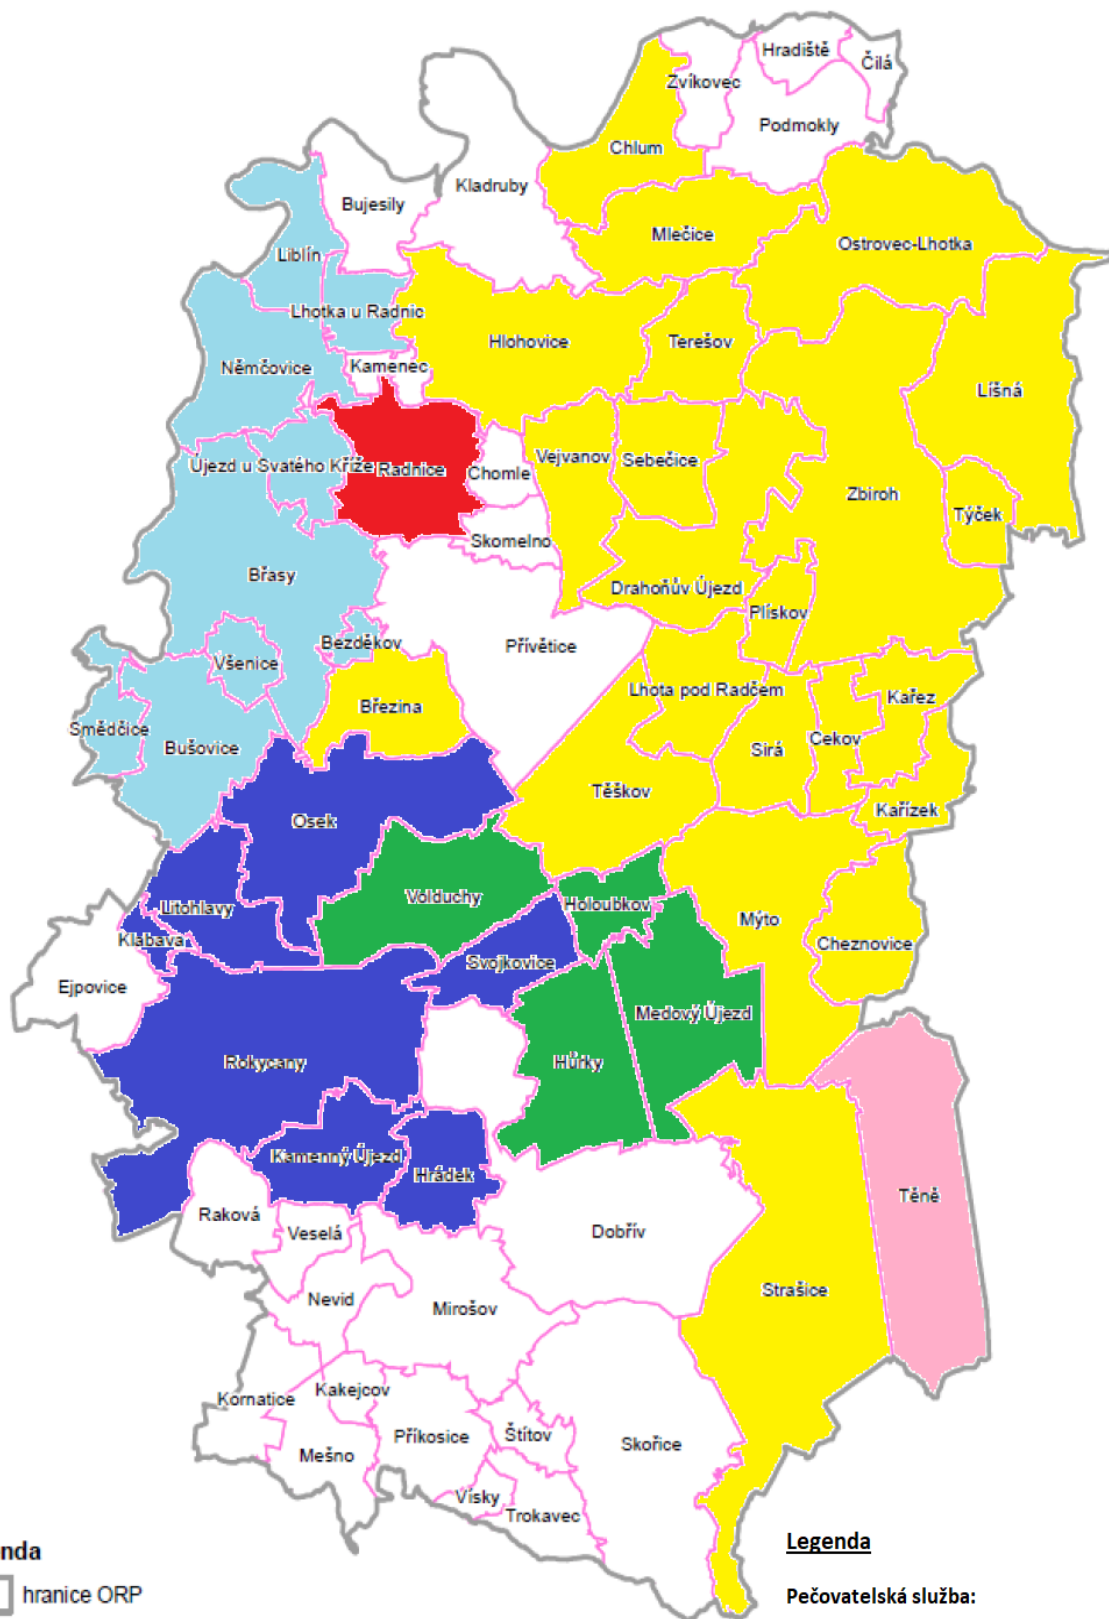 Hradiště
Čílá
Zvíkovec
Podmokly
Chlum
Kladruby
Bujesily
Mlečice
Ostrovec-Lhotka
Liblín
Lhotka u Radnic
Hlohovice
Terešov
Kamenec
Němčovice
Líšná
Vejvanov
Sebečice
Újezd u Svatého Kříže
Radnice
Chomle
Zbiroh
Týček
Skomelno
Břasy
Drahoňův Újezd
Plískov
Bezděkov
Přívětice
Všenice
Lhota pod Radčem
Kařez
Březina
Smědčice
Bušovice
Sirá
Cekov
Těškov
Kařízek
Osek
Volduchy
Holoubkov
Litohlavy
Mýto
Klabava
Cheznovice
Svojkovice
Ejpovice
Medový Újezd
Rokycany
Hůrky
Kamenný Újezd
Hrádek
Těně
Raková
Veselá
Dobřív
Strašice
Nevid
Mirošov
Kakejcov
Kornatice
Příkosice
Štítov
Skořice
Mešno
Vísky
Trokavec
Legenda
nda
hranice ORP
Pečovatelská služba: